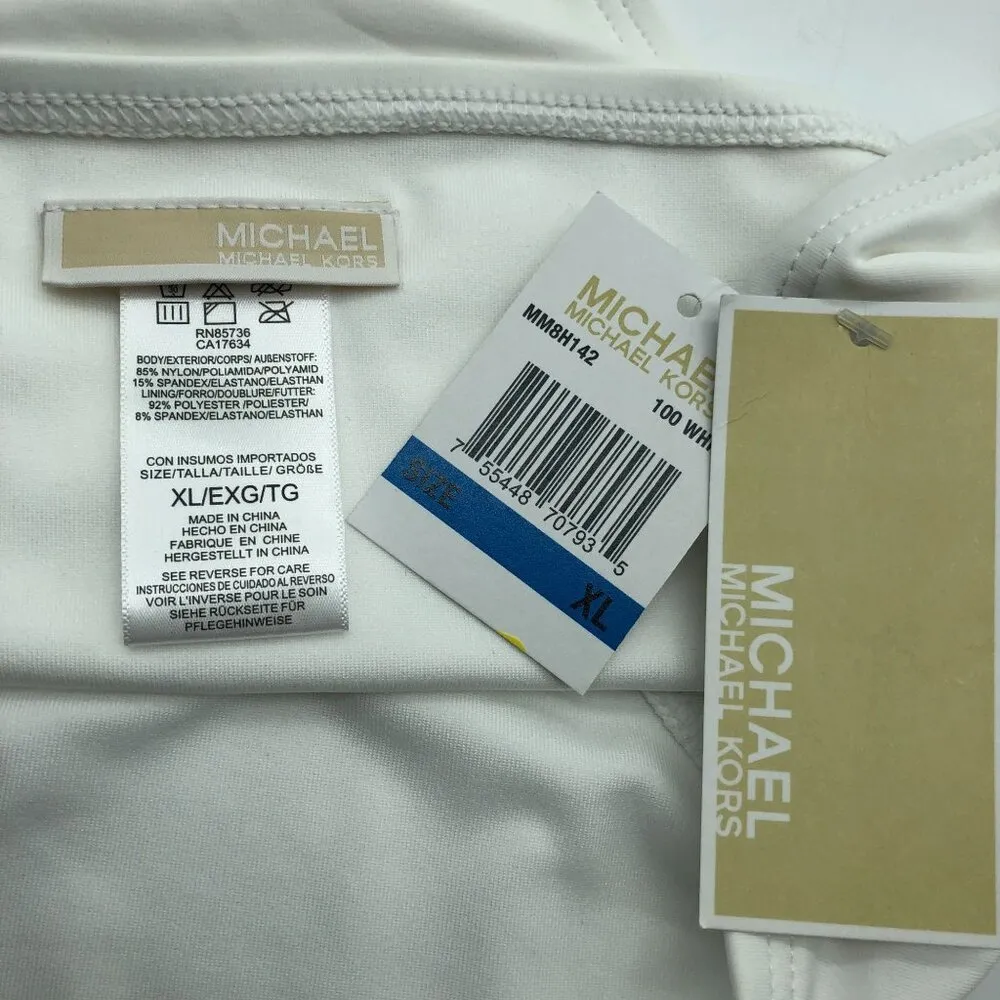 MICHAEL
MICHAEL KORS
RN85736
CA17634
BODY/EXTERIOR/CORPS/ AUßENSTOFF:
85% NYLON/POLIAMIDA/POLYAMID
15% SPANDEX/ELASTANO/ELASTHAN
LINING/FORRO/DOUBLURE/FUTTER:
92% POLYESTER /POLIESTER/
8% SPANDEX/ELASTANO/ELASTHAN
CON INSUMOS IMPORTADOS
SIZE/TALLA/TAILLE/ GRÖßE
XL/EXG/TG
MADE IN CHINA
HECHO EN CHINA
FABRIQUE EN CHINE
HERGESTELLT IN CHINA
SEE REVERSE FOR CARE
INSTRUCCIONES DE CUIDADO AL REVERSO
VOIR L'INVERSE POUR LE SOIN
SIEHE RÜCKSEITE FÜR
PFLEGEHINWEISE
MICHAE
MICHAEL KORS
MM8H142
100 WH
7 55448 70793 5
SIZE XL
MICHAEL
MICHAEL KORS